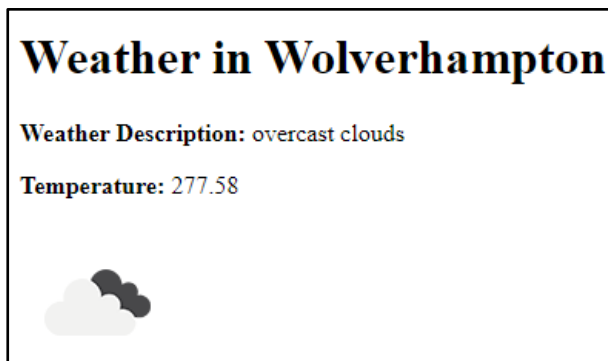 Weather in Wolverhampton
Weather Description: overcast clouds
Temperature: 277.58